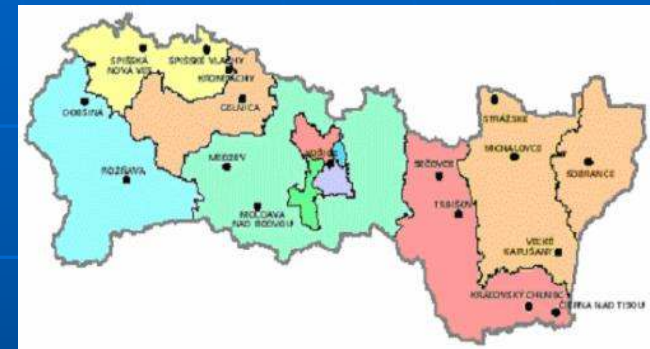 SPIŠSKÁ
NOVÁ VES
SPIŠSKÉ VLACHY
KROMPACHY
GELNICA
DOBŠINÁ
ROŽŇAVA
MEDZEV
MOLDAVA
NAD BODVOU
KOŠICE
SEČOVCE
TREBIŠOV
STRÁŽSKE
MICHALOVCE
SOBRANCE
VEĽKÉ
KAPUŠANY
KRÁĽOVSKÝ CHLMEC
ČIERNA NAD TISOU